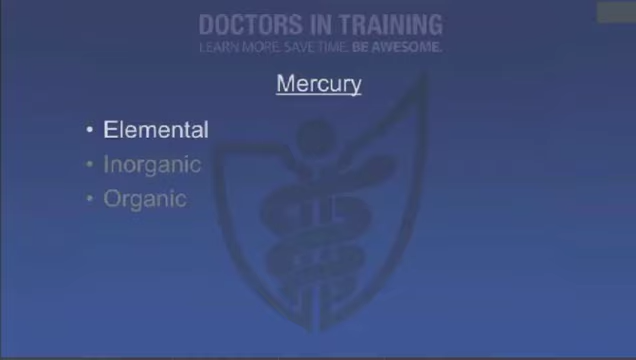 DOCTORS IN TRAINING
LEARN MORE. SAVE TIME. BE AWESOME.
Mercury
• Elemental
• Inorganic
• Organic